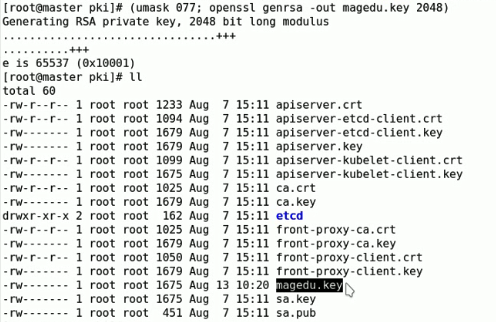 [root@master pki]# (umask 077; openssl genrsa -out magedu.key 2048)
Generating RSA private key, 2048 bit long modulus
...............................+++
..........+++
e is 65537 (0x10001)
[root@master pki]# ll
total 60
-rw-r--r-- 1 root root 1233 Aug  7 15:11 apiserver.crt
-rw-r--r-- 1 root root 1094 Aug  7 15:11 apiserver-etcd-client.crt
-rw------- 1 root root 1679 Aug  7 15:11 apiserver-etcd-client.key
-rw------- 1 root root 1679 Aug  7 15:11 apiserver.key
-rw-r--r-- 1 root root 1099 Aug  7 15:11 apiserver-kubelet-client.crt
-rw------- 1 root root 1675 Aug  7 15:11 apiserver-kubelet-client.key
-rw-r--r-- 1 root root 1025 Aug  7 15:11 ca.crt
-rw------- 1 root root 1679 Aug  7 15:11 ca.key
drwxr-xr-x 2 root root  162 Aug  7 15:11 etcd
-rw-r--r-- 1 root root 1025 Aug  7 15:11 front-proxy-ca.crt
-rw------- 1 root root 1679 Aug  7 15:11 front-proxy-ca.key
-rw-r--r-- 1 root root 1050 Aug  7 15:11 front-proxy-client.crt
-rw------- 1 root root 1679 Aug  7 15:11 front-proxy-client.key
-rw------- 1 root root 1675 Aug 13 10:20 magedu.key
-rw------- 1 root root 1675 Aug  7 15:11 sa.key
-rw------- 1 root root  451 Aug  7 15:11 sa.pub